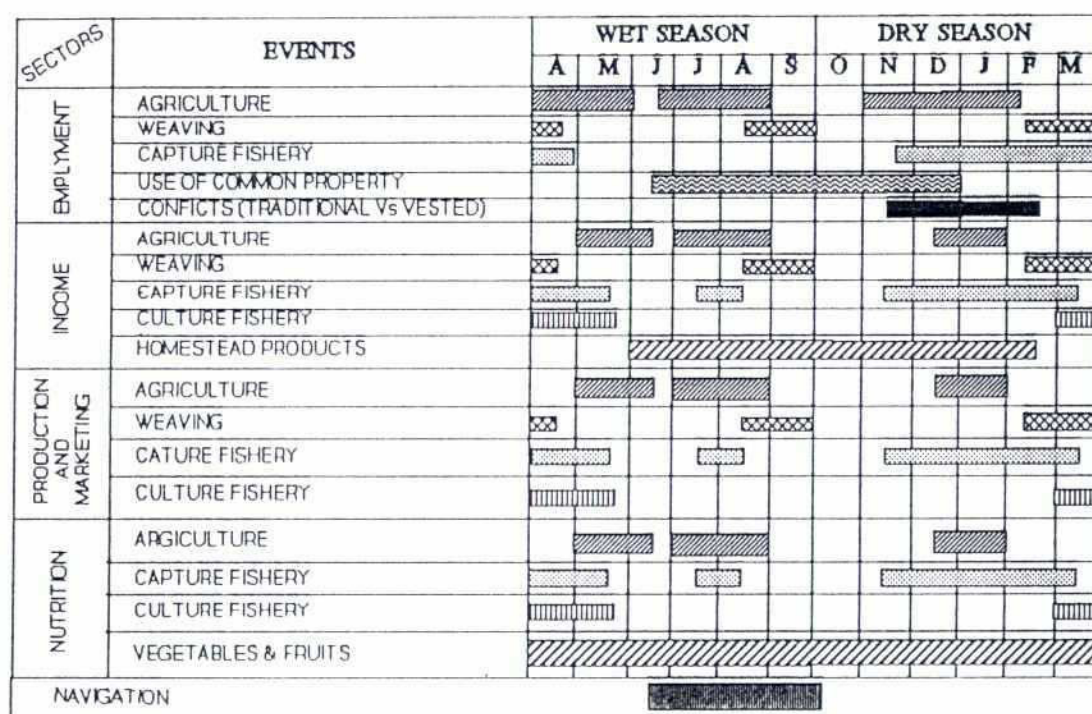 SECTORS
EVENTS
WET SEASON
DRY SEASON
A M J J A S O N D J F M
EMPLYMENT
AGRICULTURE
WEAVING
CAPTURE FISHERY
USE OF COMMON PROPERTY
CONFICTS (TRADITIONAL Vs VESTED)
INCOME
AGRICULTURE
WEAVING
CAPTURE FISHERY
CULTURE FISHERY
HOMESTEAD PRODUCTS
PRODUCTION
AND
MARKETING
AGRICULTURE
WEAVING
CATURE FISHERY
CULTURE FISHERY
NUTRITION
ARGICULTURE
CAPTURE FISHERY
CULTURE FISHERY
VEGETABLES & FRUITS
NAVIGATION